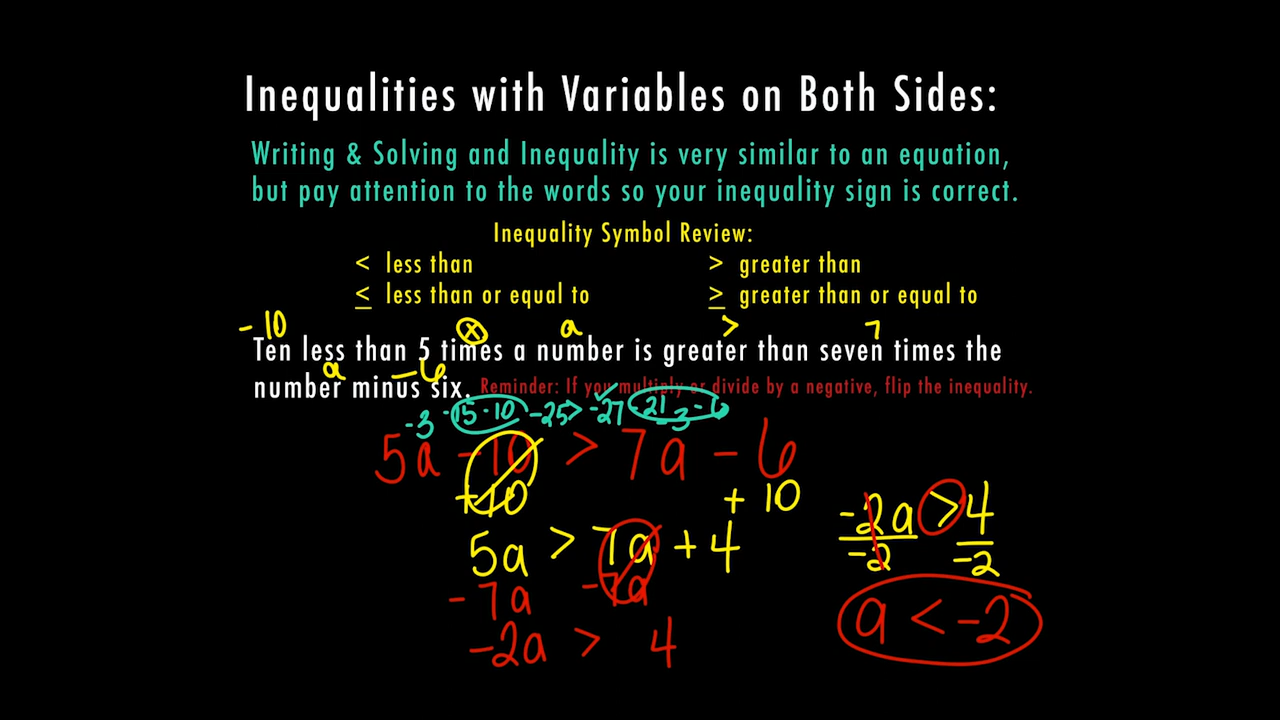 Inequalities with Variables on Both Sides:
Writing & Solving and Inequality is very similar to an equation,
but pay attention to the words so your inequality sign is correct.
Inequality Symbol Review:
< less than > greater than
≤ less than or equal to ≥ greater than or equal to
-10 × a > 7
Ten less than 5 times a number is greater than seven times the
a -6
number minus six. Reminder: If you multiply or divide by a negative, flip the inequality.
-15 -10 -25 > -27 ✓ -21 -6
-3 -3
5a -10 > 7a - 6
+10 + 10
-2a > 4
5a > 7a + 4
-2 -2
-7a -7a
a < -2
-2a > 4